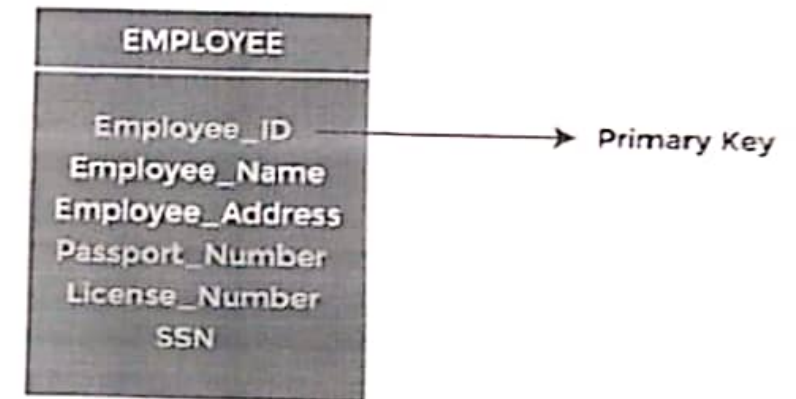 EMPLOYEE
Employee_ID
Primary Key
Employee_Name
Employee_Address
Passport_Number
License_Number
SSN